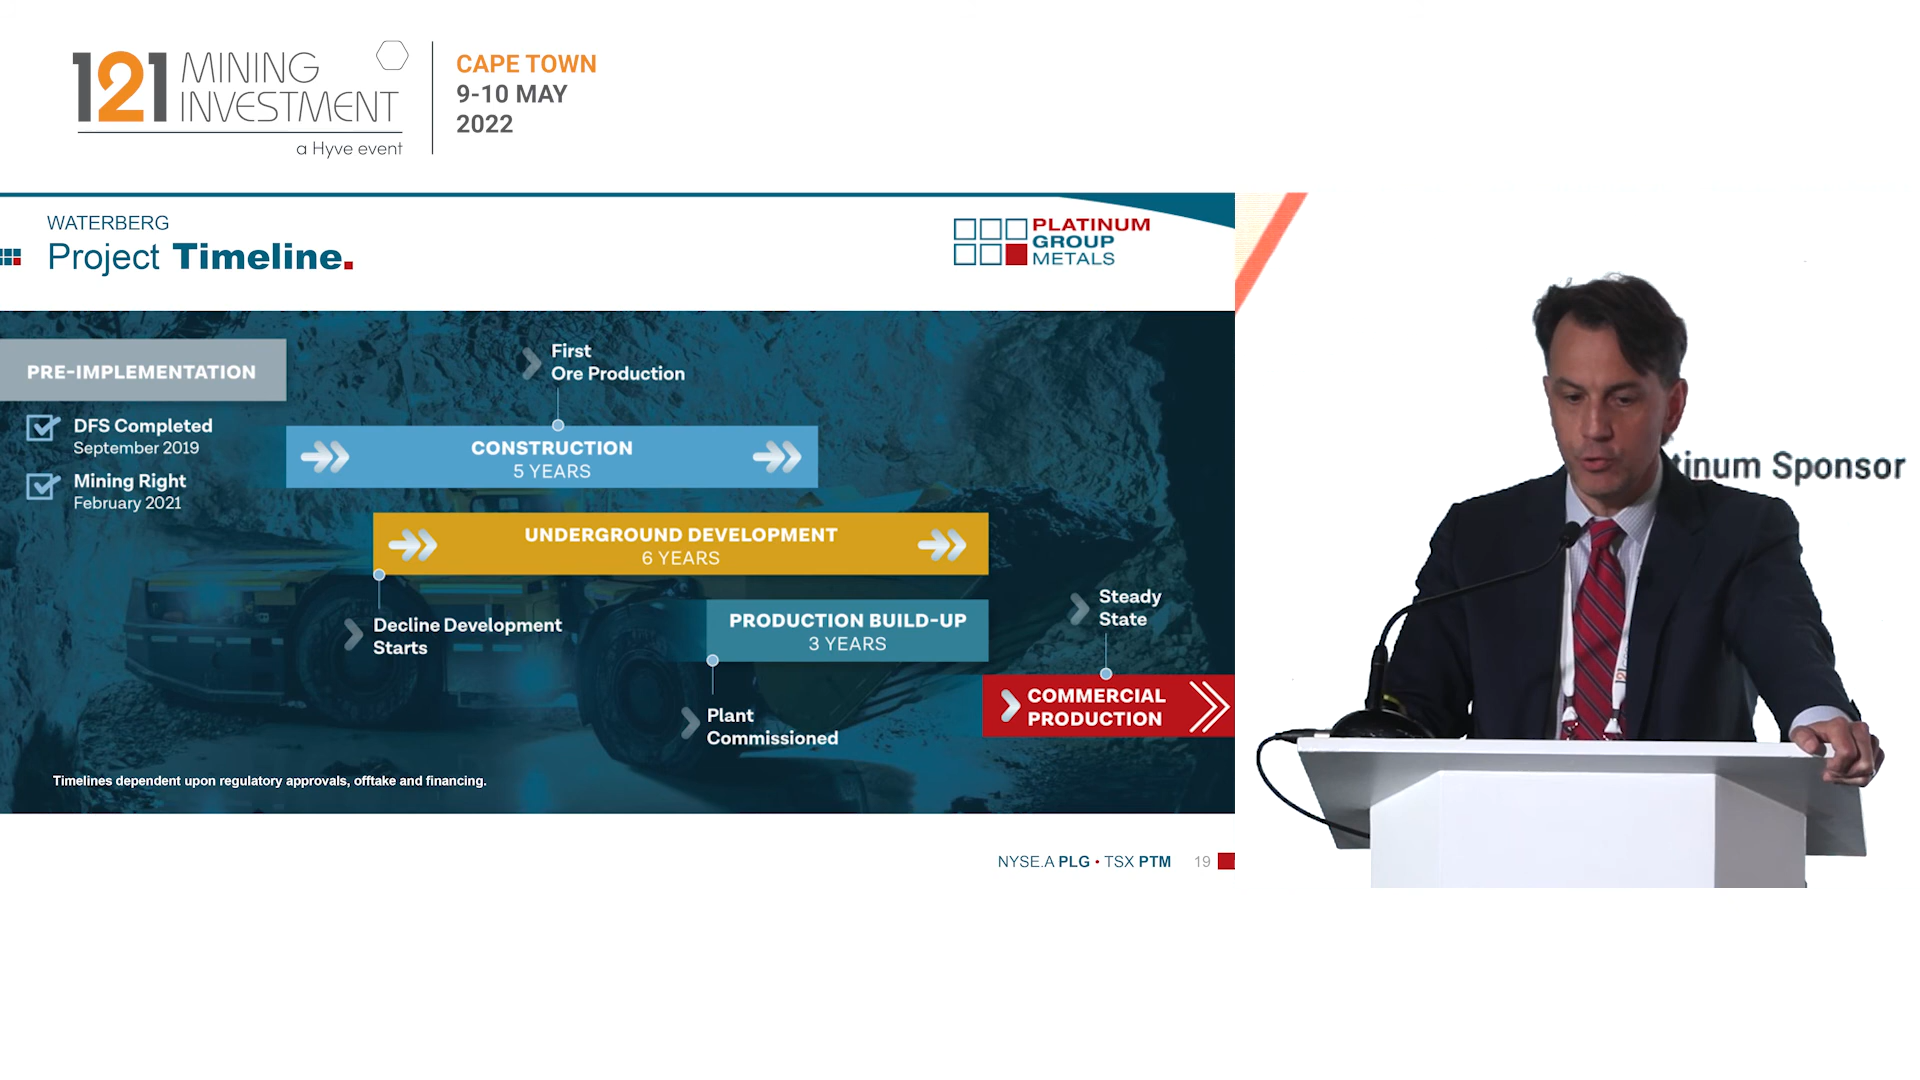 121 MINING
INVESTMENT
a Hyve event
CAPE TOWN
9-10 MAY
2022
WATERBERG
Project Timeline.
PLATINUM
GROUP
METALS
PRE-IMPLEMENTATION
DFS Completed
September 2019
Mining Right
February 2021
First
Ore Production
CONSTRUCTION
5 YEARS
UNDERGROUND DEVELOPMENT
6 YEARS
Decline Development
Starts
PRODUCTION BUILD-UP
3 YEARS
Plant
Commissioned
Steady
State
COMMERCIAL
PRODUCTION
Timelines dependent upon regulatory approvals, offtake and financing.
NYSE.A PLG • TSX PTM 19
tinum Sponsor